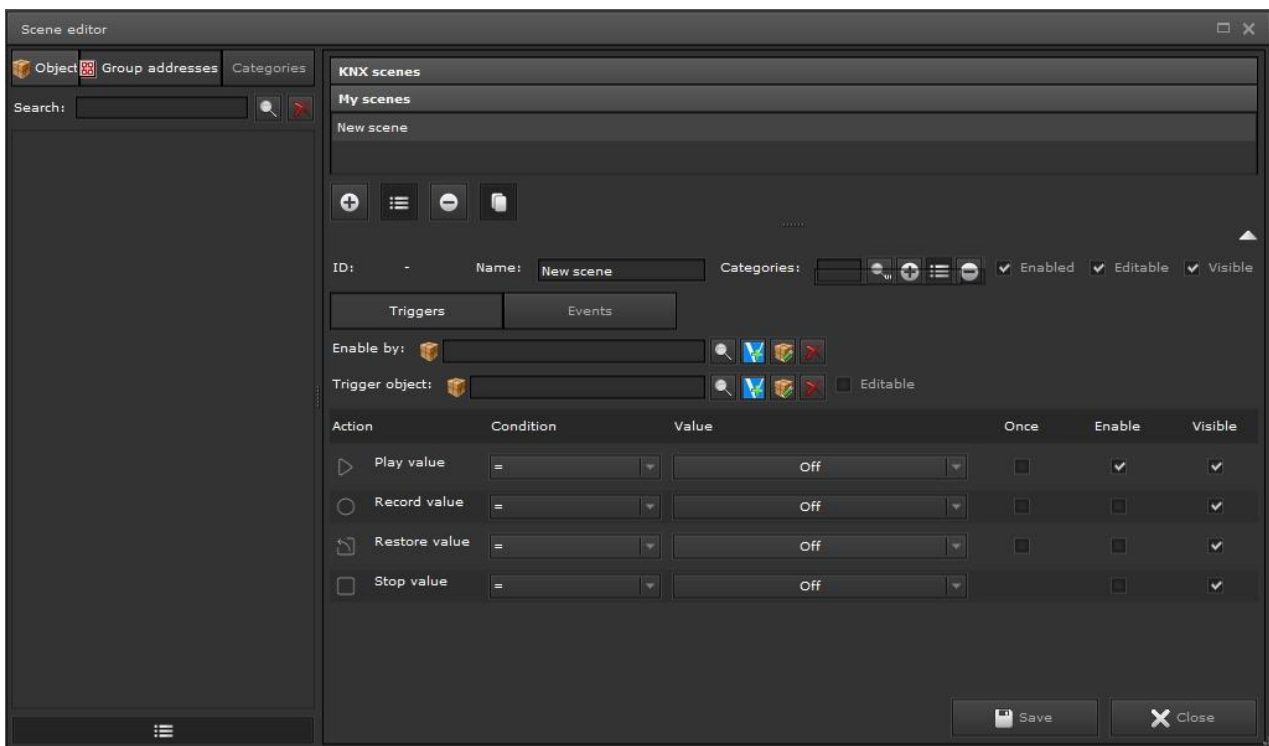 Scene editor
Object Group addresses Categories
Search:
KNX scenes
My scenes
New scene
ID: - Name: New scene Categories: Enabled Editable Visible
Triggers Events
Enable by:
Trigger object: Editable
Action Condition Value Once Enable Visible
Play value = Off
Record value = Off
Restore value = Off
Stop value = Off
Save Close